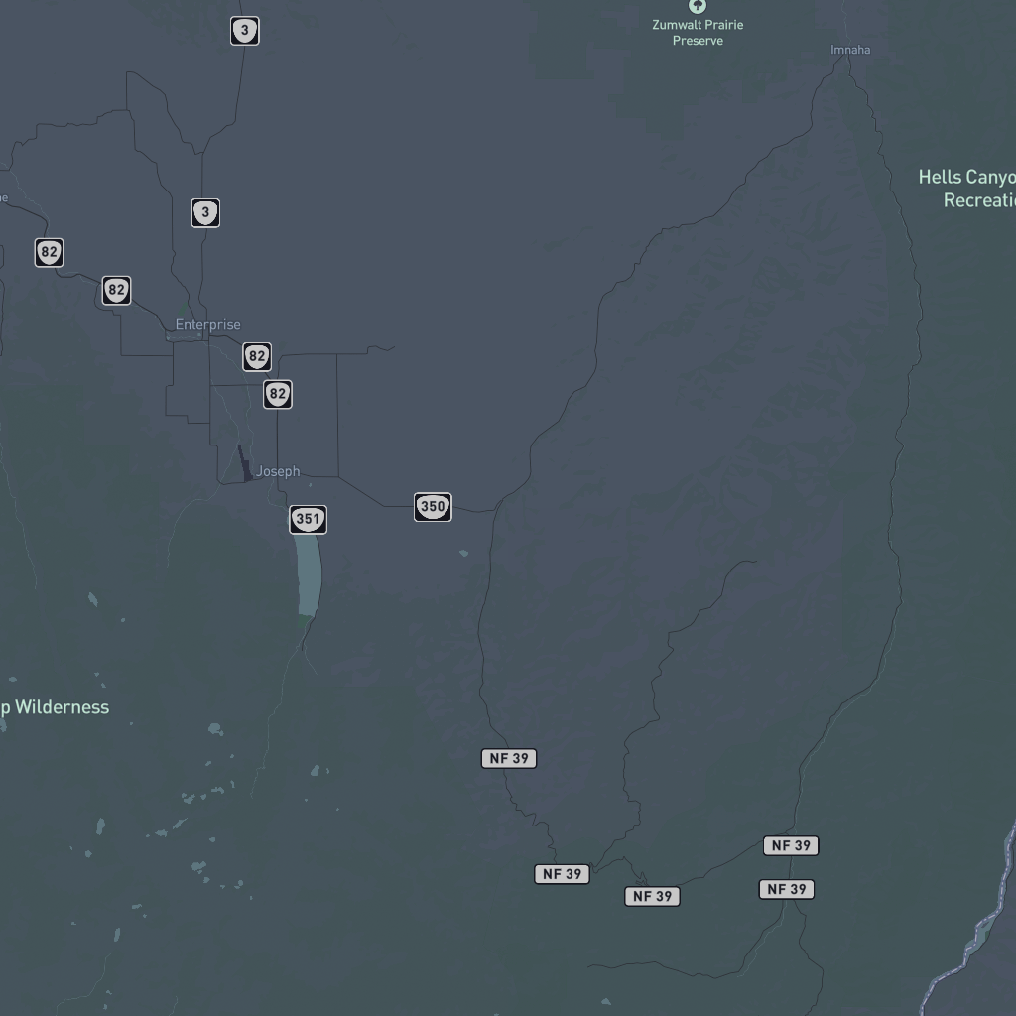 3
Zumwalt Prairie
Preserve
Imnaha
Hells Canyo
Recreati
ne
3
82
82
Enterprise
82
82
Joseph
350
351
p Wilderness
NF 39
NF 39
NF 39
NF 39
NF 39